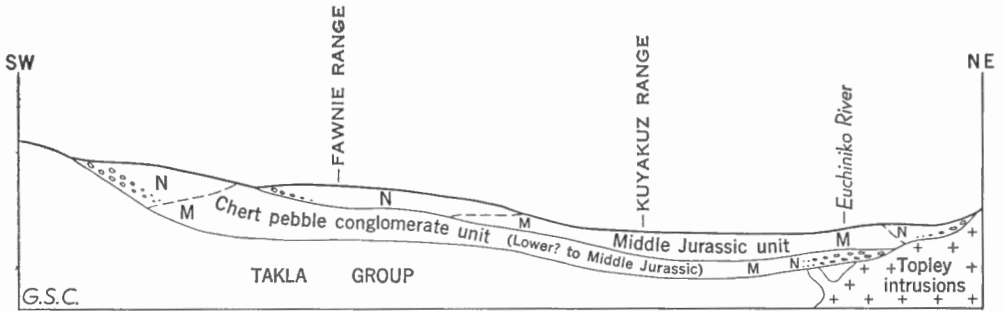 SW
NE
FAWNIE RANGE
KUYAKUZ RANGE
Euchiniko River
N
M
Chert pebble conglomerate unit (Lower? to Middle Jurassic)
N
M
Middle Jurassic unit
M
N
M
N
TAKLA GROUP
Topley
intrusions
G.S.C.